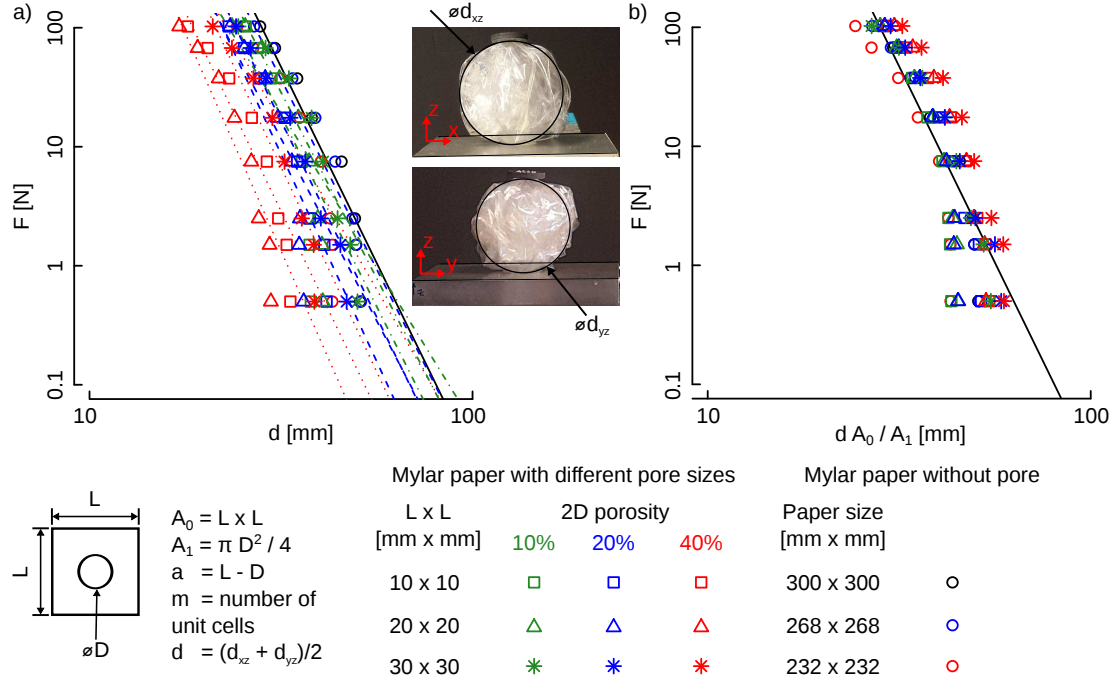 a)
F [N]
100
10
1
0.1
10
100
d [mm]
ødxz
z
x
z
y
ødyz
b)
F [N]
100
10
1
0.1
10
100
d A0 / A1 [mm]
L
L
øD
A0 = L x L
A1 = π D2 / 4
a = L - D
m = number of
unit cells
d = (dxz + dyz)/2
Mylar paper with different pore sizes
L x L
2D porosity
[mm x mm]
10%
20%
40%
10 x 10
20 x 20
30 x 30
Mylar paper without pore
Paper size
[mm x mm]
300 x 300
268 x 268
232 x 232